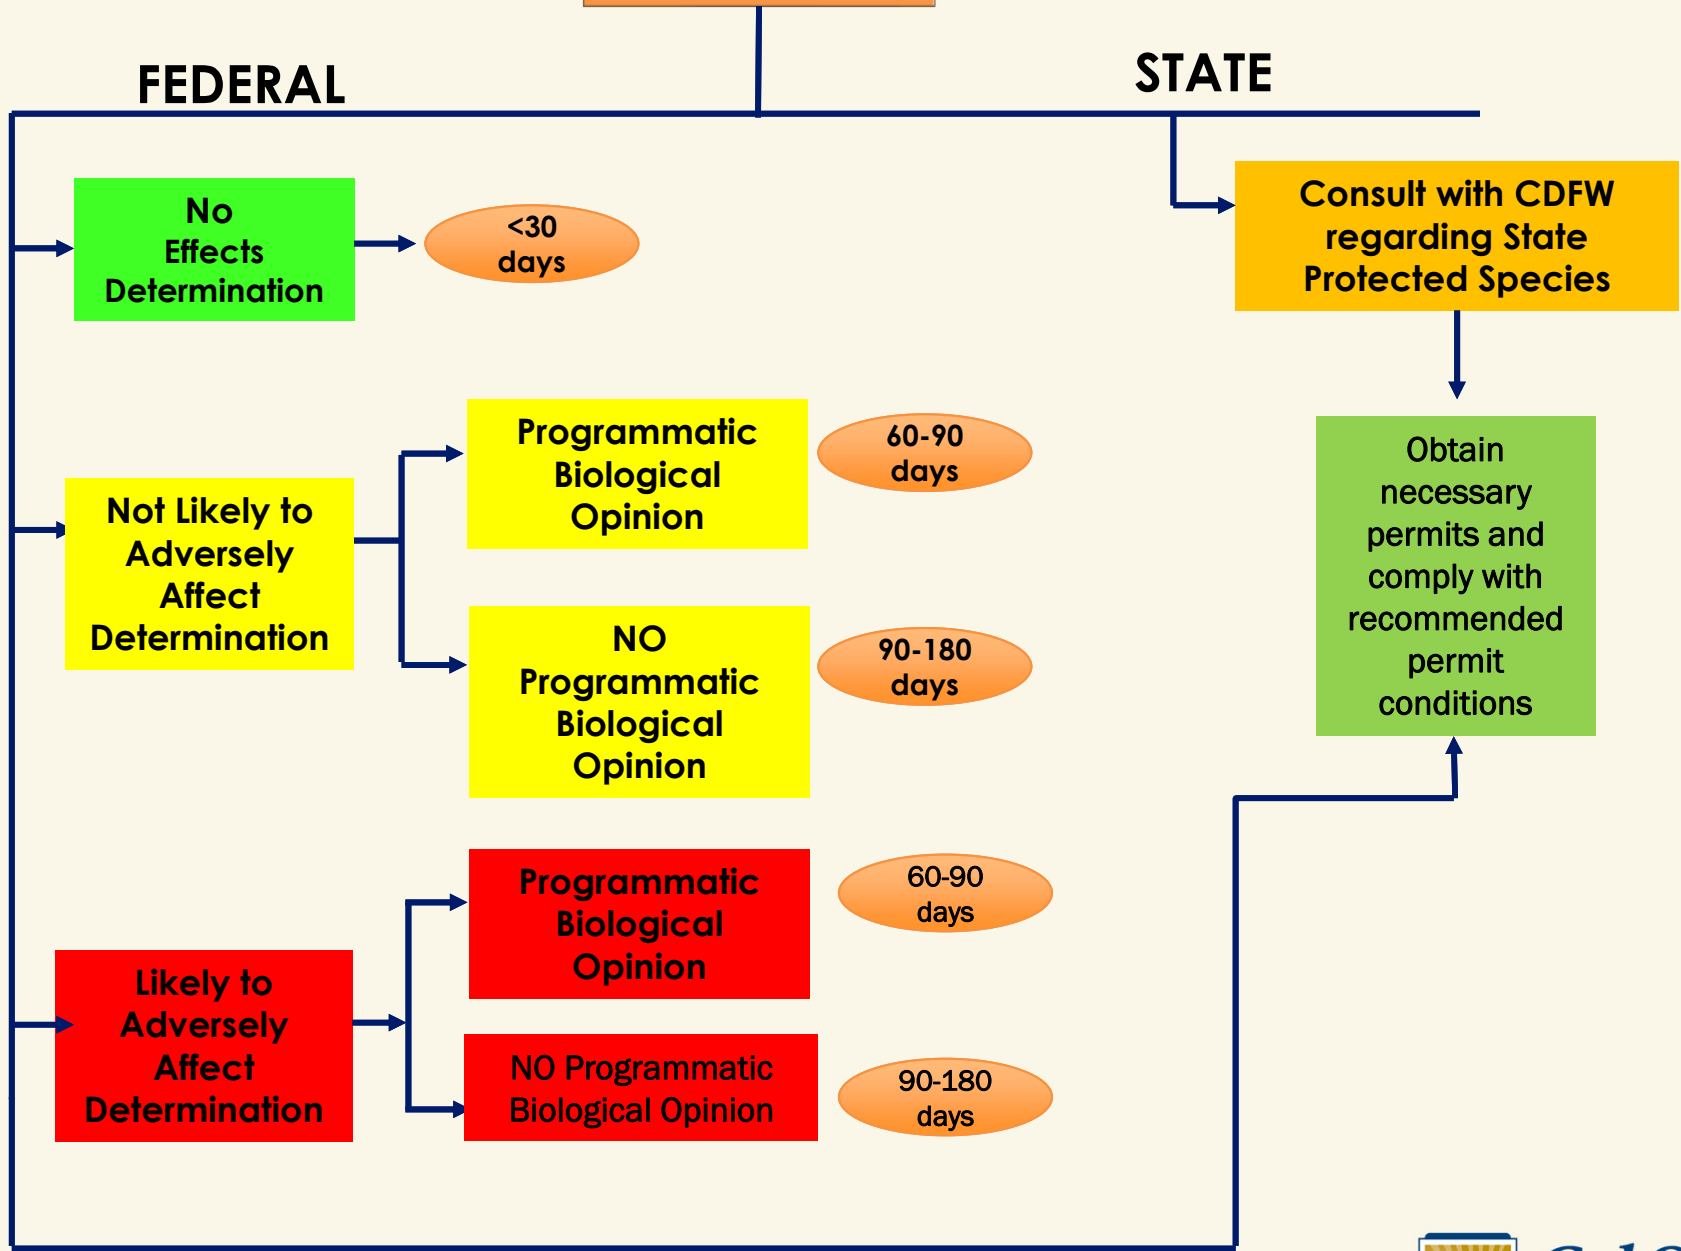 FEDERAL
STATE
No
Effects
Determination
<30
days
Consult with CDFW
regarding State
Protected Species
Programmatic
Biological
Opinion
60-90
days
Not Likely to
Adversely
Affect
Determination
NO
Programmatic
Biological
Opinion
90-180
days
Obtain
necessary
permits and
comply with
recommended
permit
conditions
Programmatic
Biological
Opinion
60-90
days
Likely to
Adversely
Affect
Determination
NO Programmatic
Biological Opinion
90-180
days